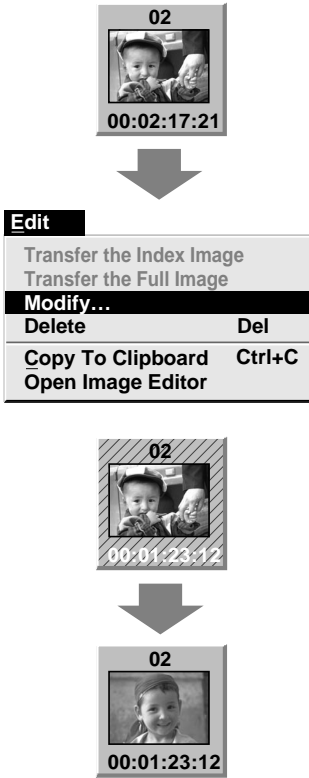 02
00:02:17:21
Edit
Transfer the Index Image
Transfer the Full Image
Modify…
Delete Del
Copy To Clipboard Ctrl+C
Open Image Editor
02
00:01:23:12
02
00:01:23:12